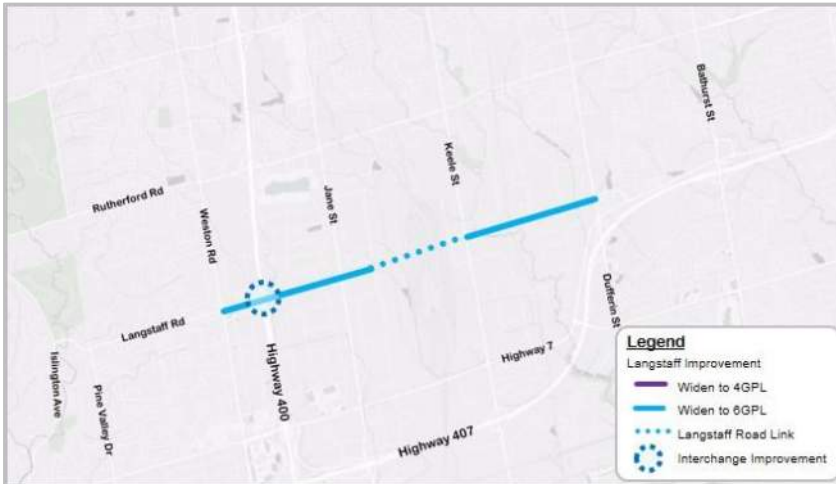 Bathurst St
Keele St
Rutherford Rd
Jane St
Weston Rd
Langstaff Rd
Dufferin St
Highway 400
Highway 7
Islington Ave
Pine Valley Dr
Highway 407
Legend
Langstaff Improvement
Widen to 4GPL
Widen to 6GPL
Langstaff Road Link
Interchange Improvement